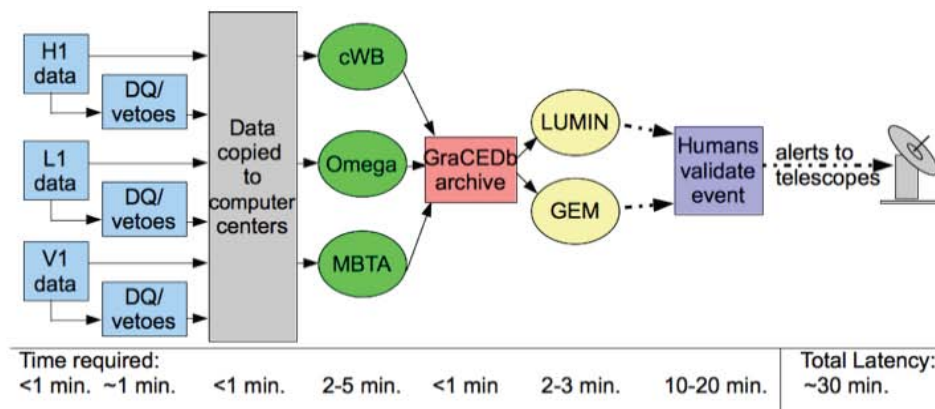 H1
data
DQ/
vetoes
L1
data
DQ/
vetoes
V1
data
DQ/
vetoes
Data
copied
to
computer
centers
cWB
Omega
MBTA
GraCEDb
archive
LUMIN
GEM
Humans
validate
event
alerts to
telescopes
Time required:
<1 min. ~1 min. <1 min. 2-5 min. <1 min 2-3 min. 10-20 min.
Total Latency:
~30 min.